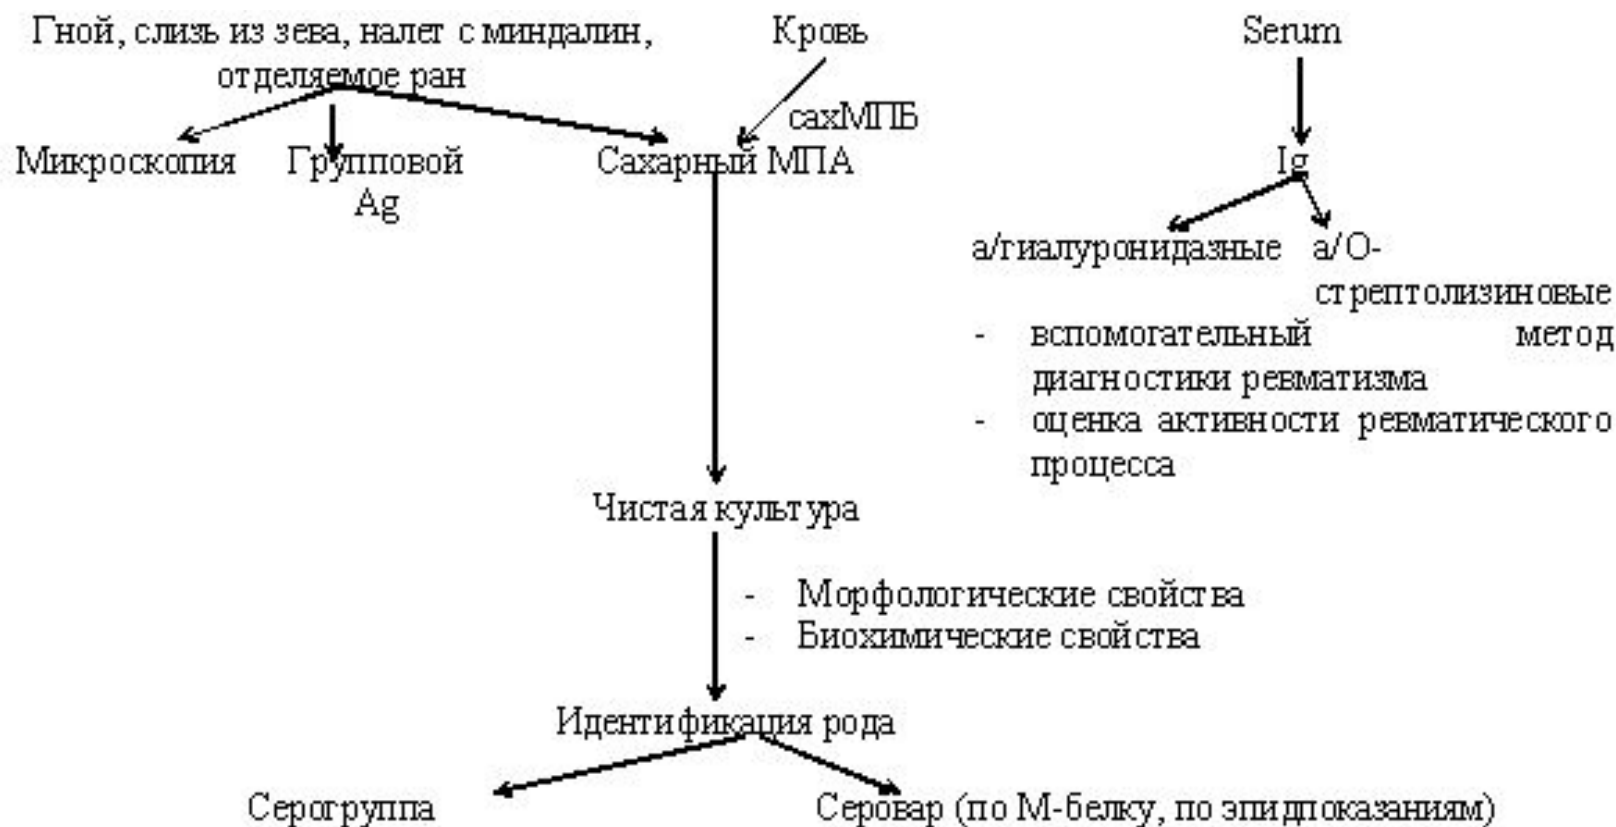 Гной, слизь из зева, налет с миндалин,
отделяемое ран
Кровь
Serum
сахМПБ
Микроскопия
Групповой
Ag
Сахарный МПА
Ig
а/гиалуронидазные
а/О-
стрептолизиновые
- вспомогательный метод
диагностики ревматизма
- оценка активности ревматического
процесса
Чистая культура
- Морфологические свойства
- Биохимические свойства
Идентификация рода
Серогруппа
Серовар (по М-белку, по эпидпоказаниям)